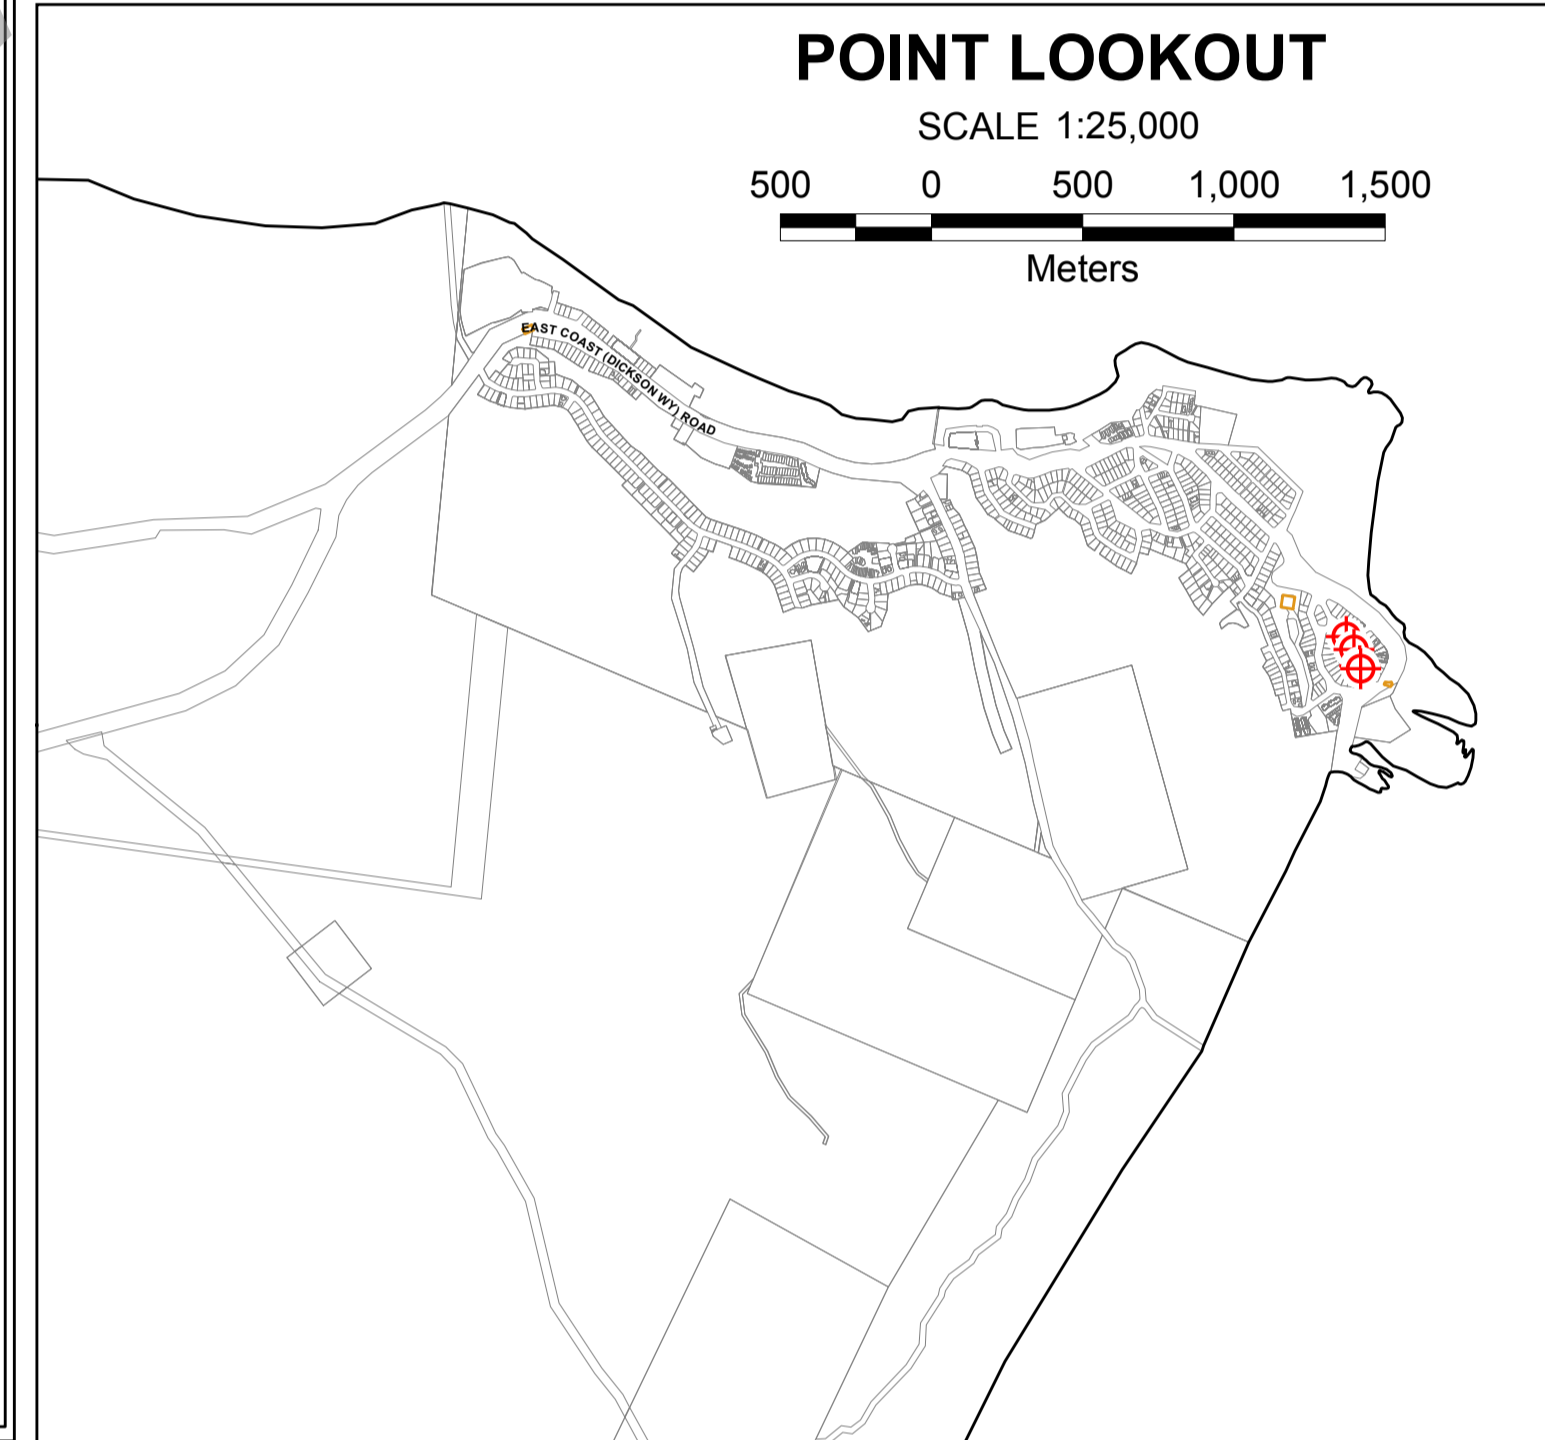 POINT LOOKOUT
SCALE 1:25,000
500 0 500 1,000 1,500
Meters
EAST COAST (DICKSON WY) ROAD